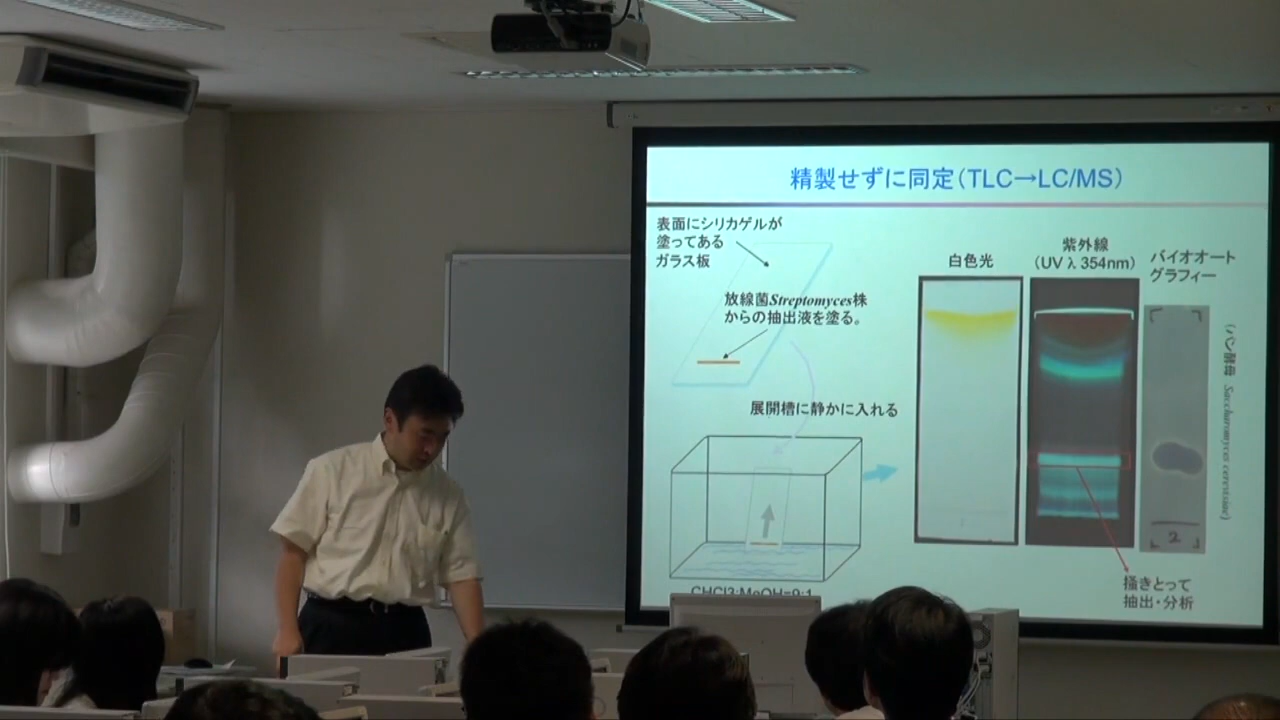 精製せずに同定(TLC→LC/MS)
表面にシリカゲルが
塗ってある
ガラス板
放線菌Streptomyces株
からの抽出液を塗る。
展開槽に静かに入れる
CHCl3:MeOH=9:1
白色光
紫外線
(UV λ 354nm)
バイオオート
グラフィー
(パン酵母 Saccharomyces cerevisiae)
2
掻きとって
抽出・分析